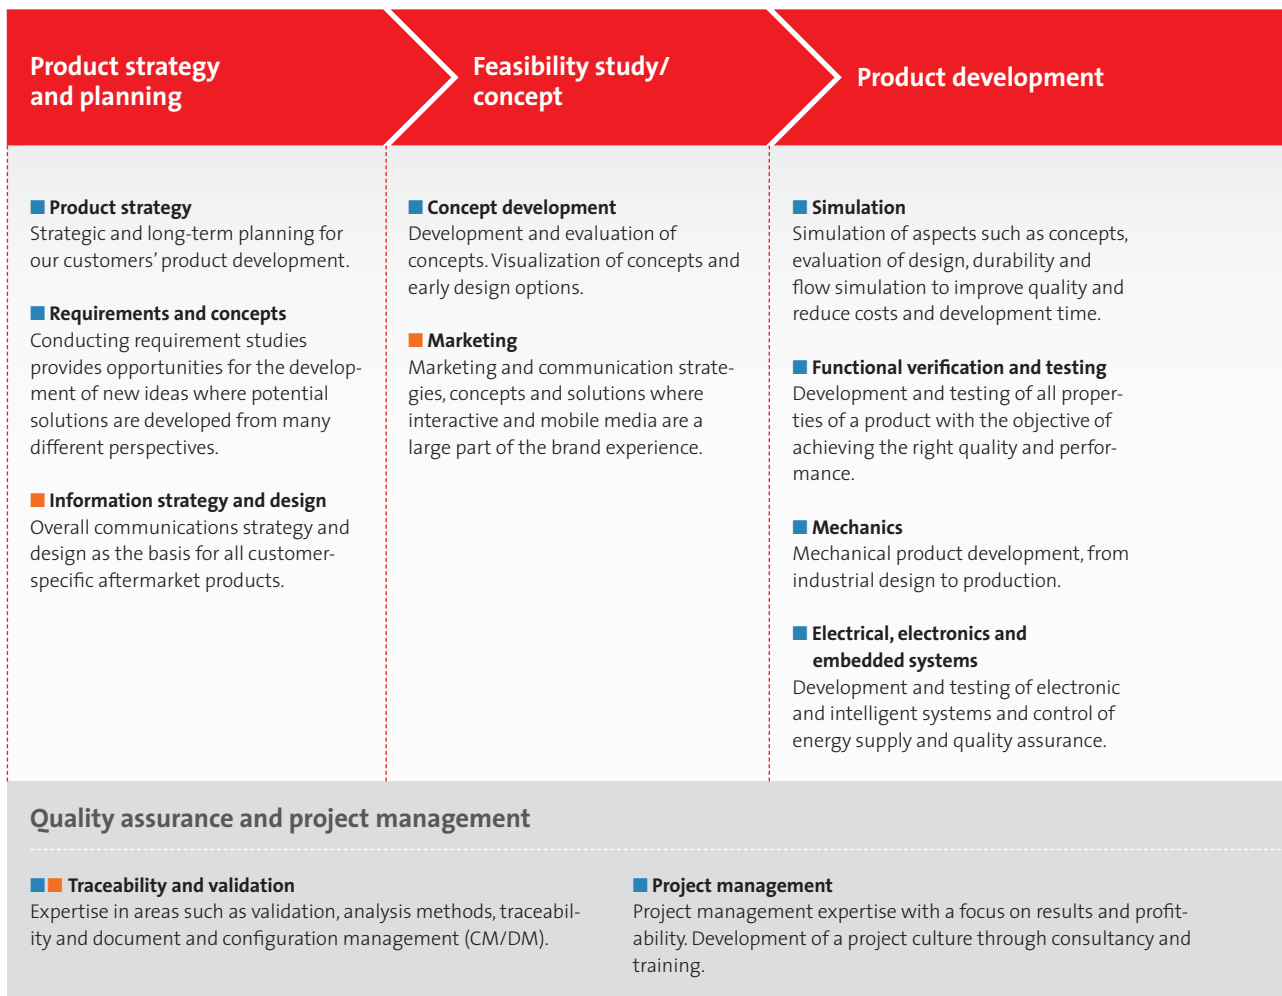 Product strategy
and planning
Feasibility study/
concept
Product development
Product strategy
Strategic and long-term planning for
our customers’ product development.
Requirements and concepts
Conducting requirement studies
provides opportunities for the develop-
ment of new ideas where potential
solutions are developed from many
different perspectives.
Information strategy and design
Overall communications strategy and
design as the basis for all customer-
specific aftermarket products.
Concept development
Development and evaluation of
concepts. Visualization of concepts and
early design options.
Marketing
Marketing and communication strate-
gies, concepts and solutions where
interactive and mobile media are a
large part of the brand experience.
Simulation
Simulation of aspects such as concepts,
evaluation of design, durability and
flow simulation to improve quality and
reduce costs and development time.
Functional verification and testing
Development and testing of all proper-
ties of a product with the objective of
achieving the right quality and perfor-
mance.
Mechanics
Mechanical product development, from
industrial design to production.
Electrical, electronics and
embedded systems
Development and testing of electronic
and intelligent systems and control of
energy supply and quality assurance.
Quality assurance and project management
Traceability and validation
Expertise in areas such as validation, analysis methods, traceabil-
ity and document and configuration management (CM/DM).
Project management
Project management expertise with a focus on results and profit-
ability. Development of a project culture through consultancy and
training.